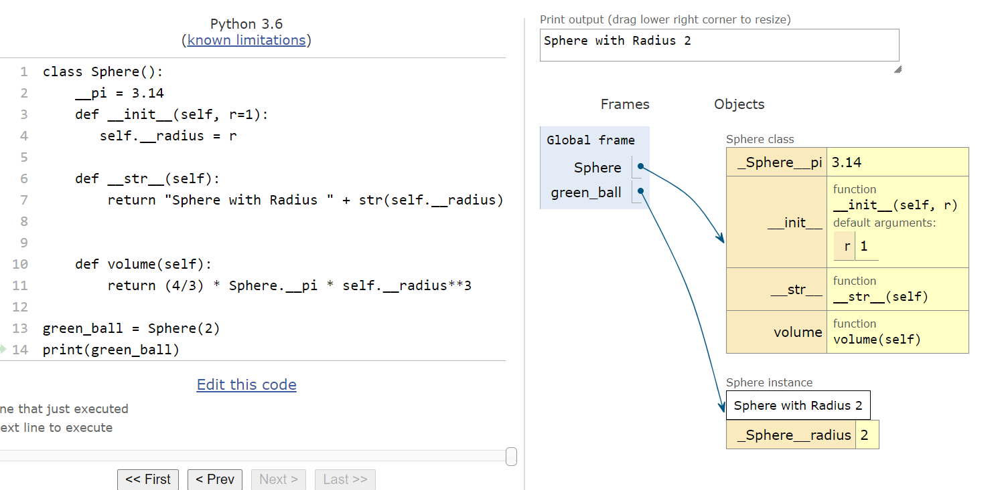 Python 3.6
(known limitations)
1 class Sphere():
2     __pi = 3.14
3     def __init__(self, r=1):
4        self.__radius = r
5
6     def __str__(self):
7         return "Sphere with Radius " + str(self.__radius)
8
9
10     def volume(self):
11         return (4/3) * Sphere.__pi * self.__radius**3
12
13 green_ball = Sphere(2)
14 print(green_ball)
Edit this code
ne that just executed
ext line to execute
<< First < Prev Next > Last >>
Print output (drag lower right corner to resize)
Sphere with Radius 2
Frames Objects
Global frame
Sphere
green_ball
Sphere class
_Sphere__pi 3.14
__init__ function
__init__(self, r)
default arguments:
r 1
__str__ function
__str__(self)
volume function
volume(self)
Sphere instance
Sphere with Radius 2
_Sphere__radius 2